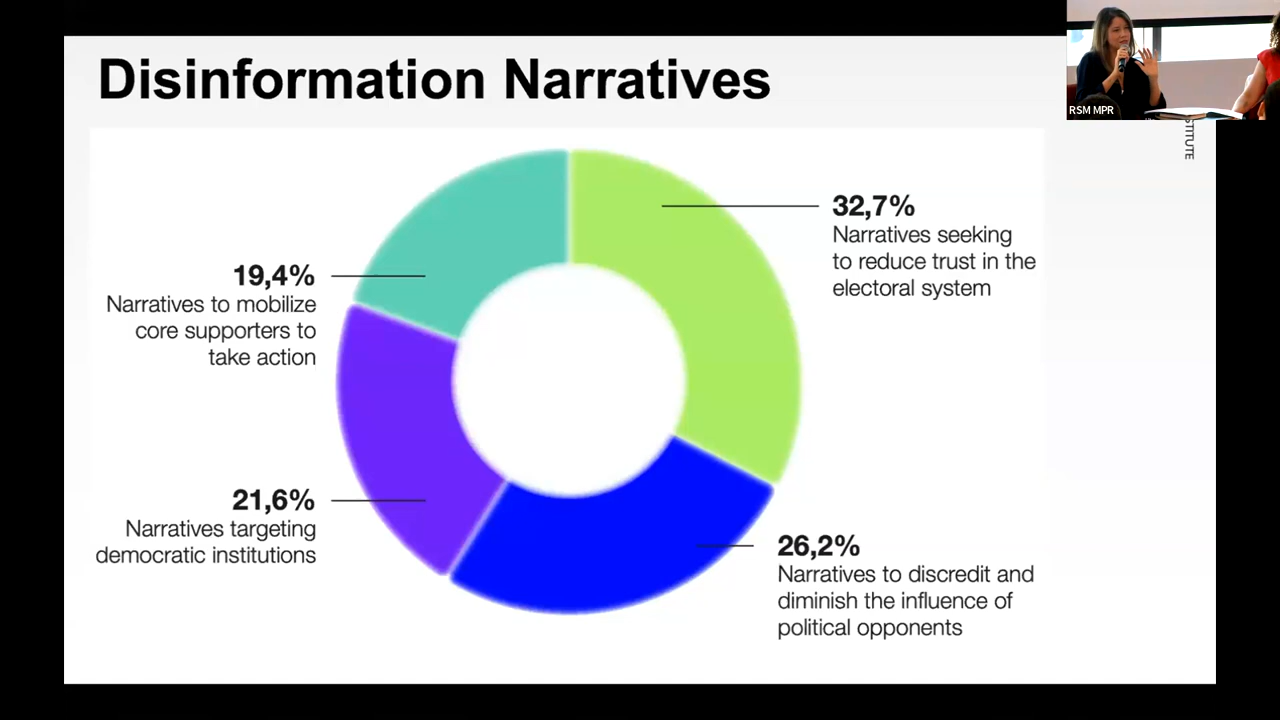 Disinformation Narratives
RSM MPR
32,7%
Narratives seeking
to reduce trust in the
electoral system
19,4%
Narratives to mobilize
core supporters to
take action
21,6%
Narratives targeting
democratic institutions
26,2%
Narratives to discredit and
diminish the influence of
political opponents